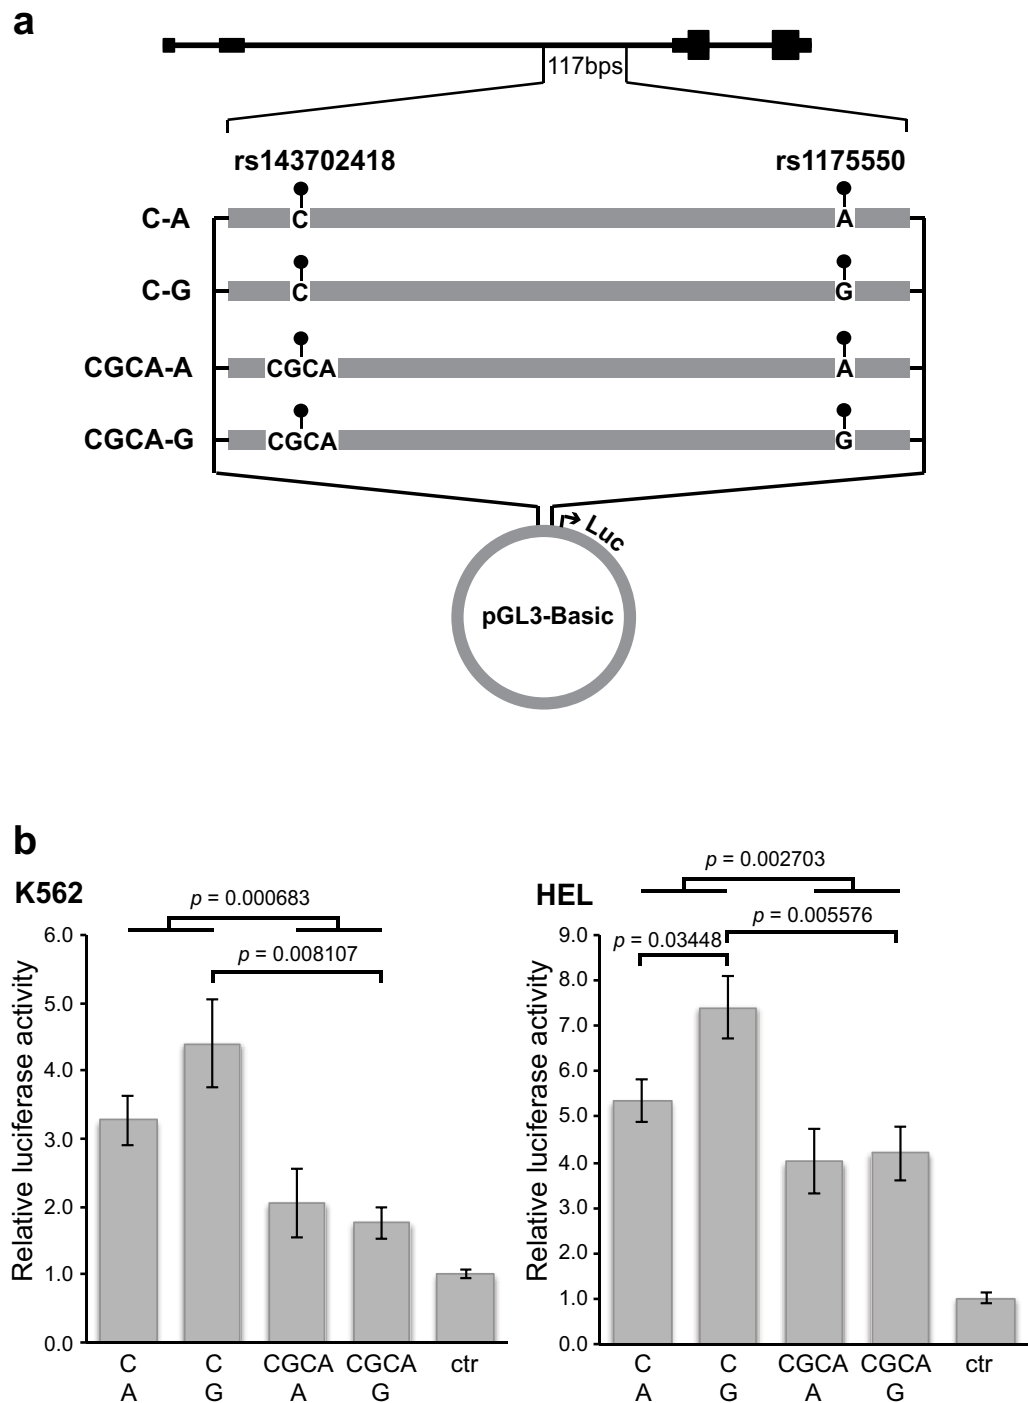 a
117bps
rs143702418 rs1175550
C-A C A
C-G C G
CGCA-A CGCA A
CGCA-G CGCA G
Luc
pGL3-Basic
b
K562
p = 0.000683
p = 0.008107
Relative luciferase activity
6.0
5.0
4.0
3.0
2.0
1.0
0.0
C C CGCA CGCA ctr
A G A G
HEL
p = 0.002703
p = 0.005576
p = 0.03448
Relative luciferase activity
9.0
8.0
7.0
6.0
5.0
4.0
3.0
2.0
1.0
0.0
C C CGCA CGCA ctr
A G A G